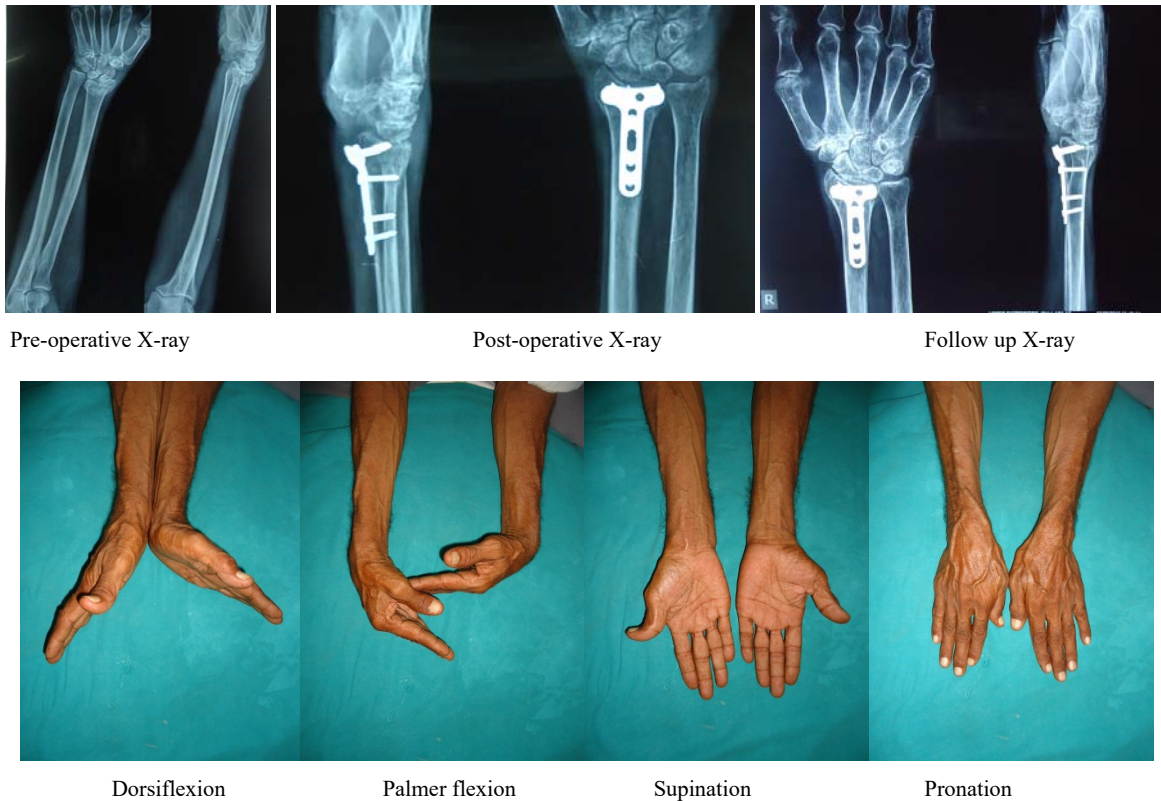 R
Pre-operative X-ray
Post-operative X-ray
Follow up X-ray
Dorsiflexion
Palmer flexion
Supination
Pronation